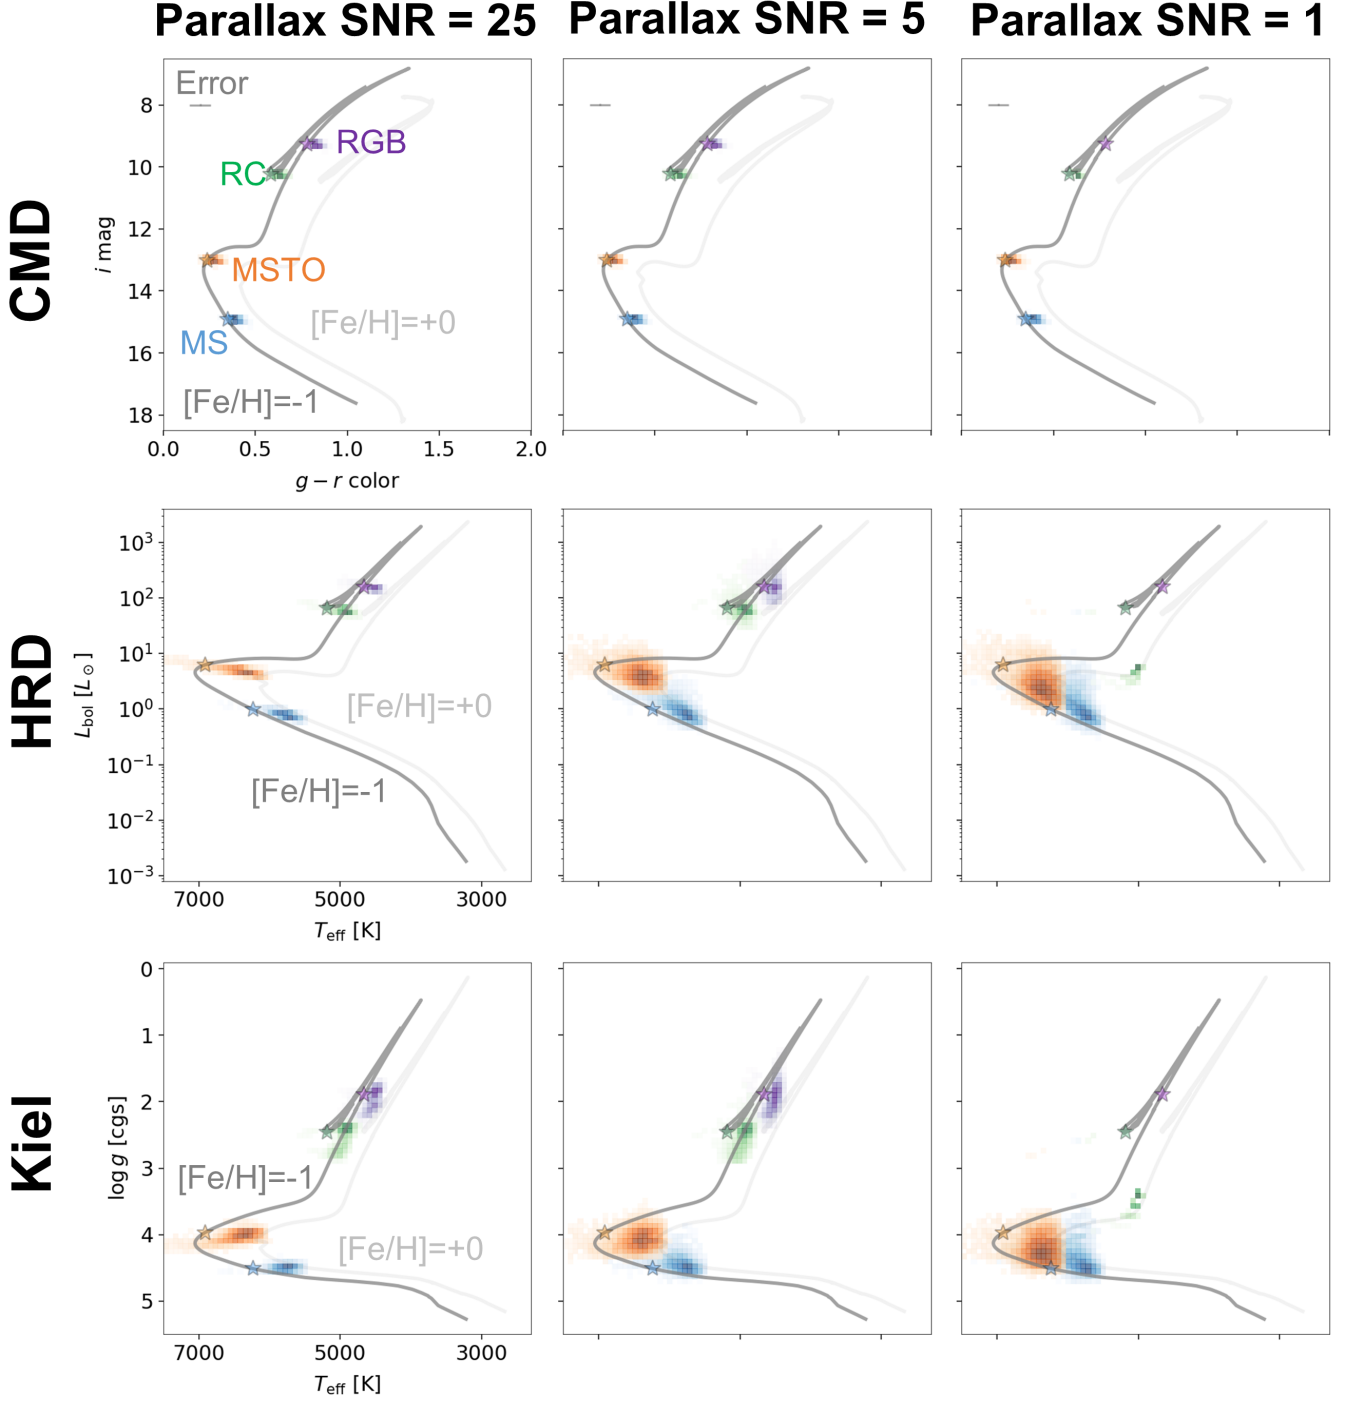 Parallax SNR = 25
Parallax SNR = 5
Parallax SNR = 1
CMD
i mag
8
10
12
14
16
18
Error
RGB
RC
MSTO
[Fe/H]=+0
MS
[Fe/H]=-1
0.0 0.5 1.0 1.5 2.0
g − r color
HRD
L_bol [L_⊙]
10³
10²
10¹
10⁰
10⁻¹
10⁻²
10⁻³
[Fe/H]=+0
[Fe/H]=-1
7000 5000 3000
T_eff [K]
Kiel
log g [cgs]
0
1
2
3
4
5
[Fe/H]=-1
[Fe/H]=+0
7000 5000 3000
T_eff [K]